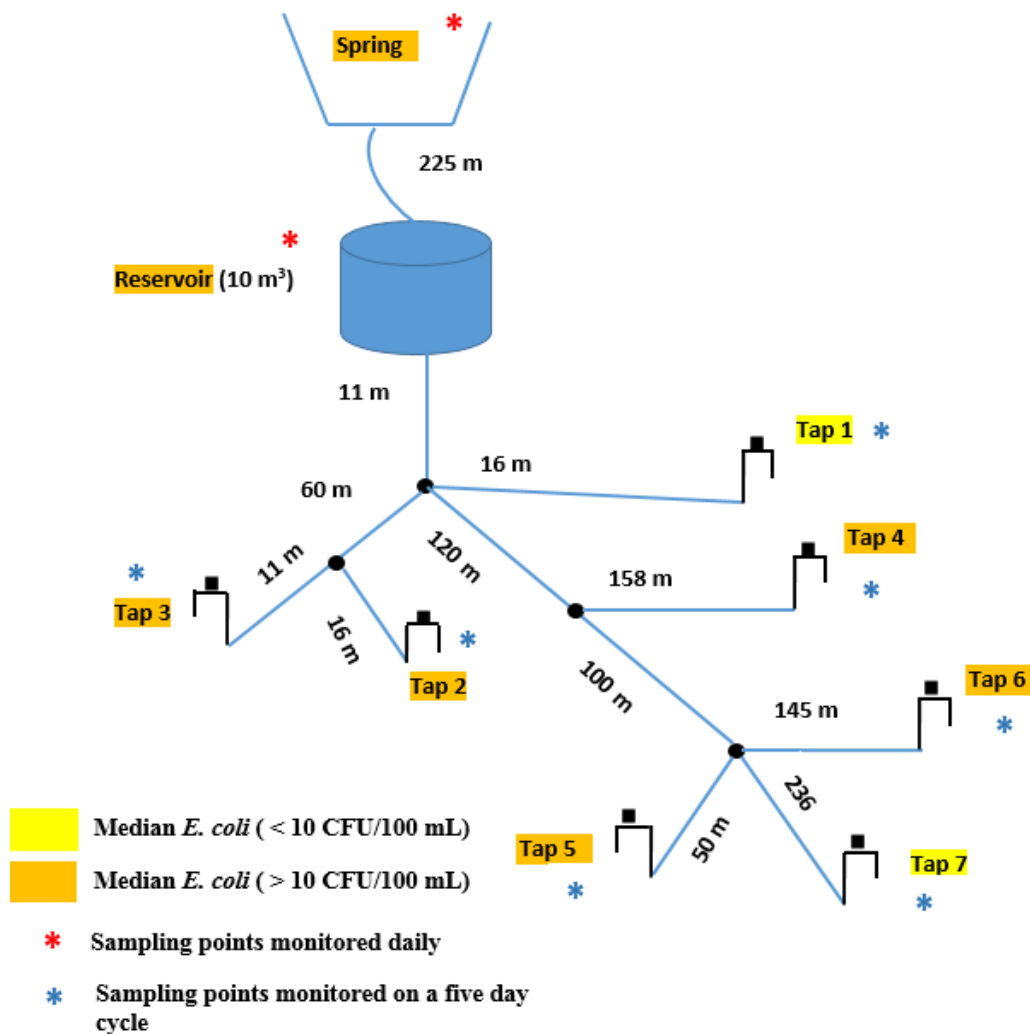 Spring
225 m
Reservoir (10 m³)
11 m
Tap 1
16 m
60 m
120 m
Tap 4
11 m
158 m
Tap 3
16 m
Tap 2
100 m
Tap 6
145 m
236
Tap 5
50 m
Tap 7
Median E. coli ( < 10 CFU/100 mL)
Median E. coli ( > 10 CFU/100 mL)
* Sampling points monitored daily
* Sampling points monitored on a five day
cycle